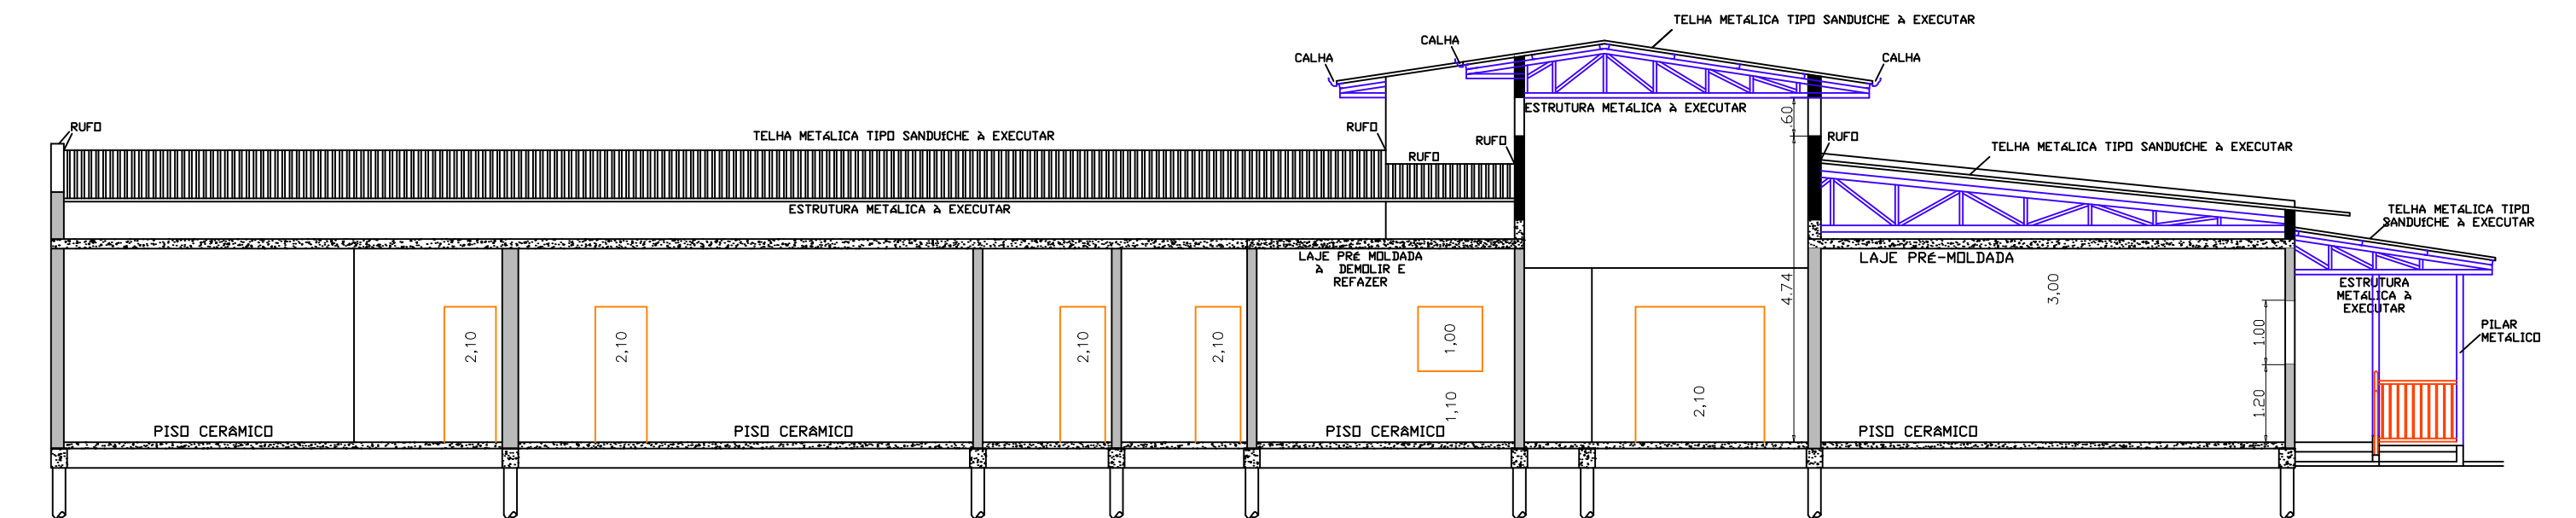 TELHA METáLICA TIPO SANDUíCHE à EXECUTAR
CALHA
CALHA
CALHA
ESTRUTURA METáLICA à EXECUTAR
.60
RUFO
RUFO
TELHA METáLICA TIPO SANDUíCHE à EXECUTAR
RUFO
RUFO
RUFO
TELHA METáLICA TIPO SANDUíCHE à EXECUTAR
RUFO
ESTRUTURA METáLICA à EXECUTAR
TELHA METáLICA TIPO
SANDUíCHE à EXECUTAR
LAJE PRé MOLDADA
à DEMOLIR E
REFAZER
LAJE PRé-MOLDADA
4.74
3,00
ESTRUTURA
METáLICA à
EXECUTAR
PILAR
METáLICO
2,10
2,10
2,10
2,10
1,00
1.00
1,10
2,10
1.20
PISO CERÂMICO
PISO CERÂMICO
PISO CERÂMICO
PISO CERÂMICO